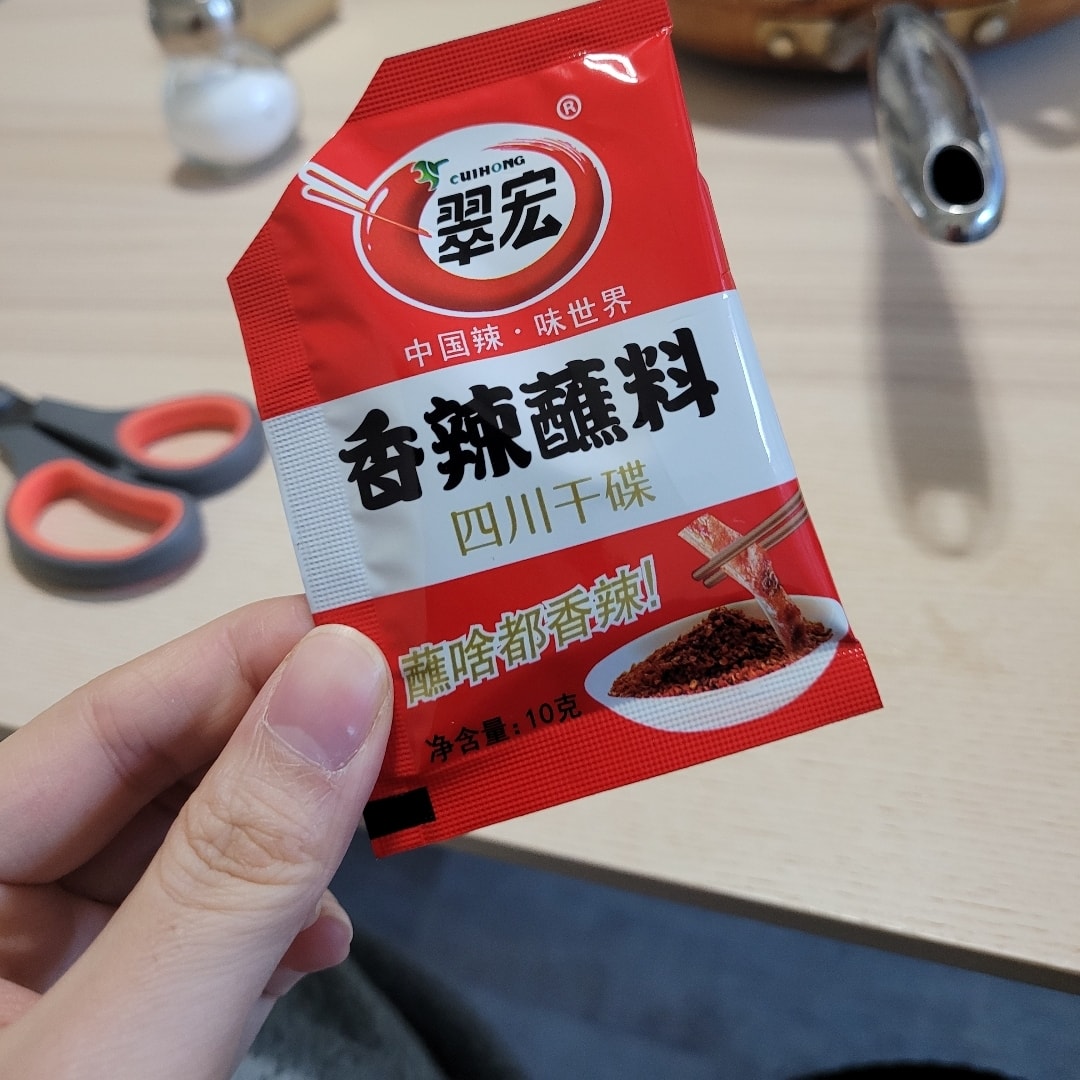 ®
CUIHONG
翠宏
中国辣·味世界
香辣蘸料
四川干碟
蘸啥都香辣!
净含量:10克